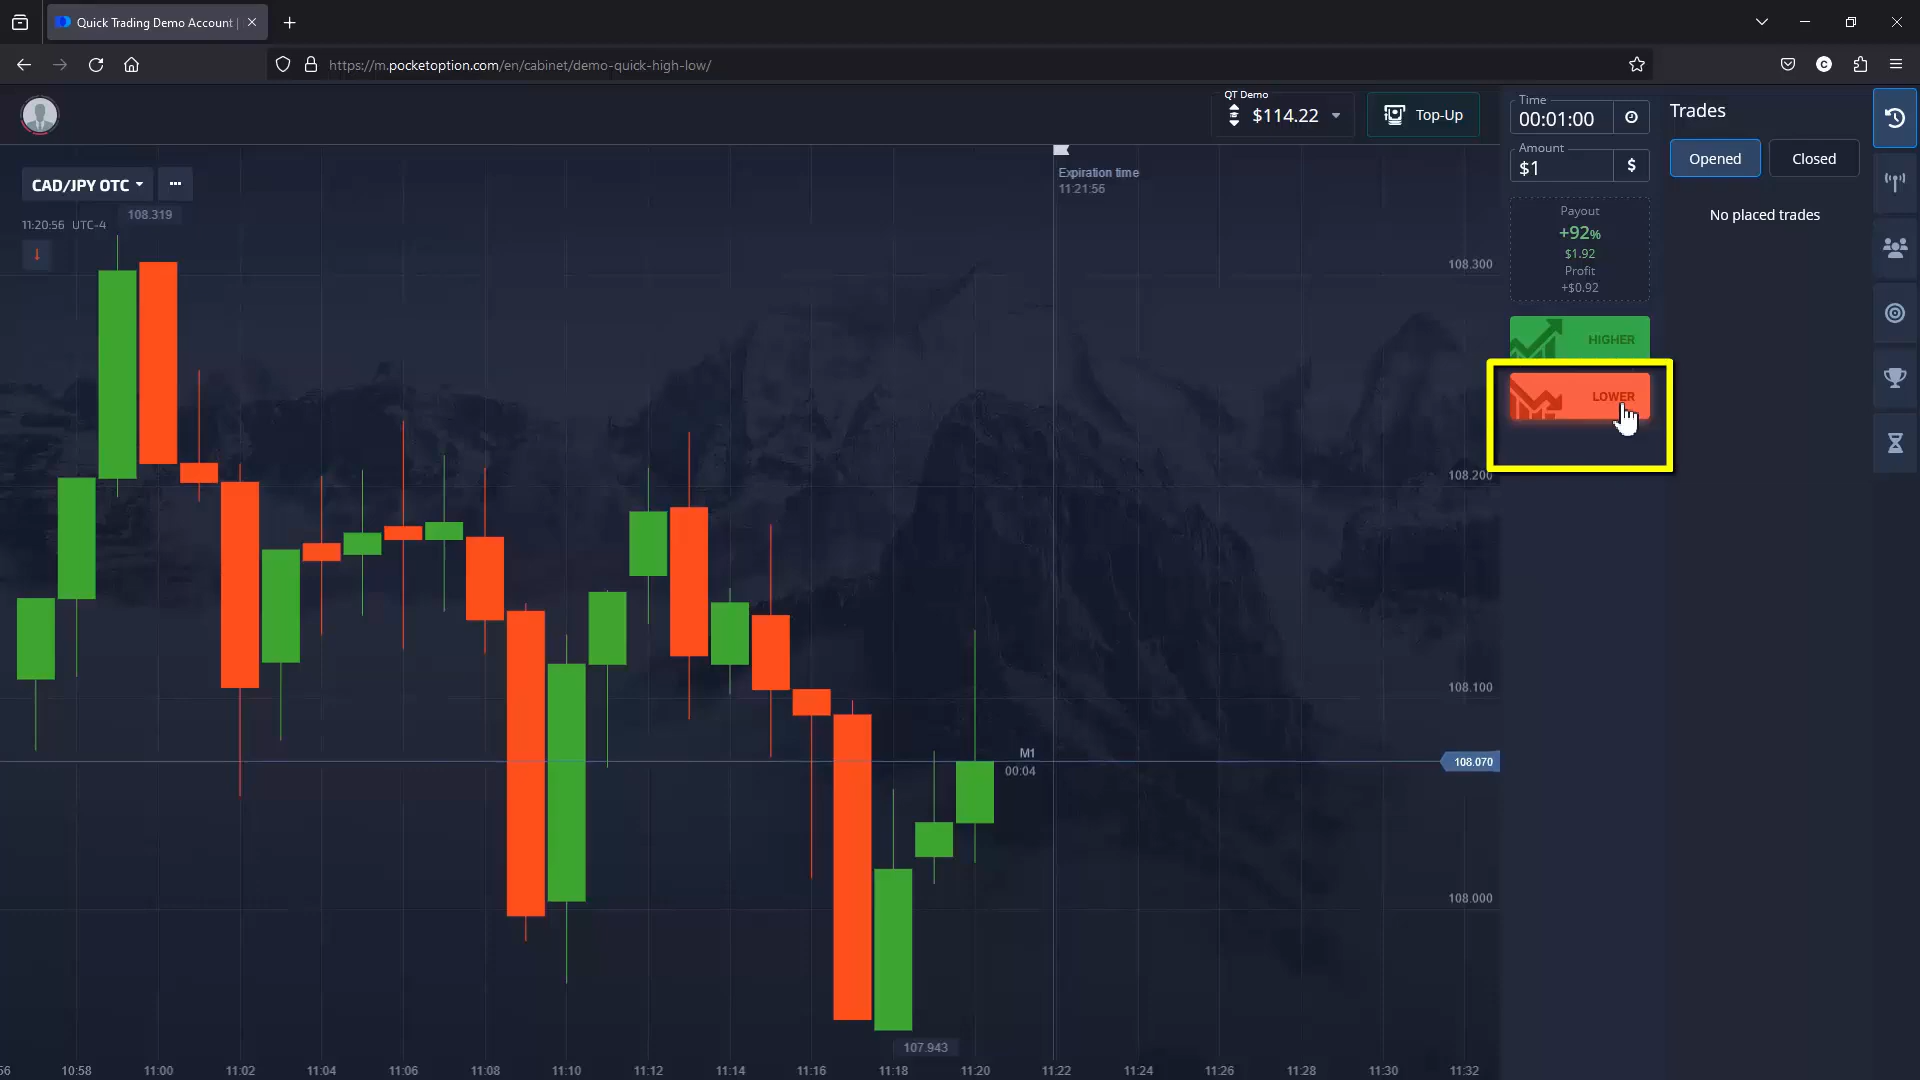 Quick Trading Demo Account |
https://m.pocketoption.com/en/cabinet/demo-quick-high-low/
C
QT Demo
$114.22
Top-Up
Time
00:01:00
Amount
$1
$
Payout
+92%
$1.92
Profit
+$0.92
HIGHER
LOWER
Trades
Opened
Closed
No placed trades
CAD/JPY OTC
108.319
11:20:56 UTC-4
Expiration time
11:21:56
108.300
108.200
108.100
M1
00:04
108.070
108.000
107.943
56 10:58 11:00 11:02 11:04 11:06 11:08 11:10 11:12 11:14 11:16 11:18 11:20 11:22 11:24 11:26 11:28 11:30 11:32